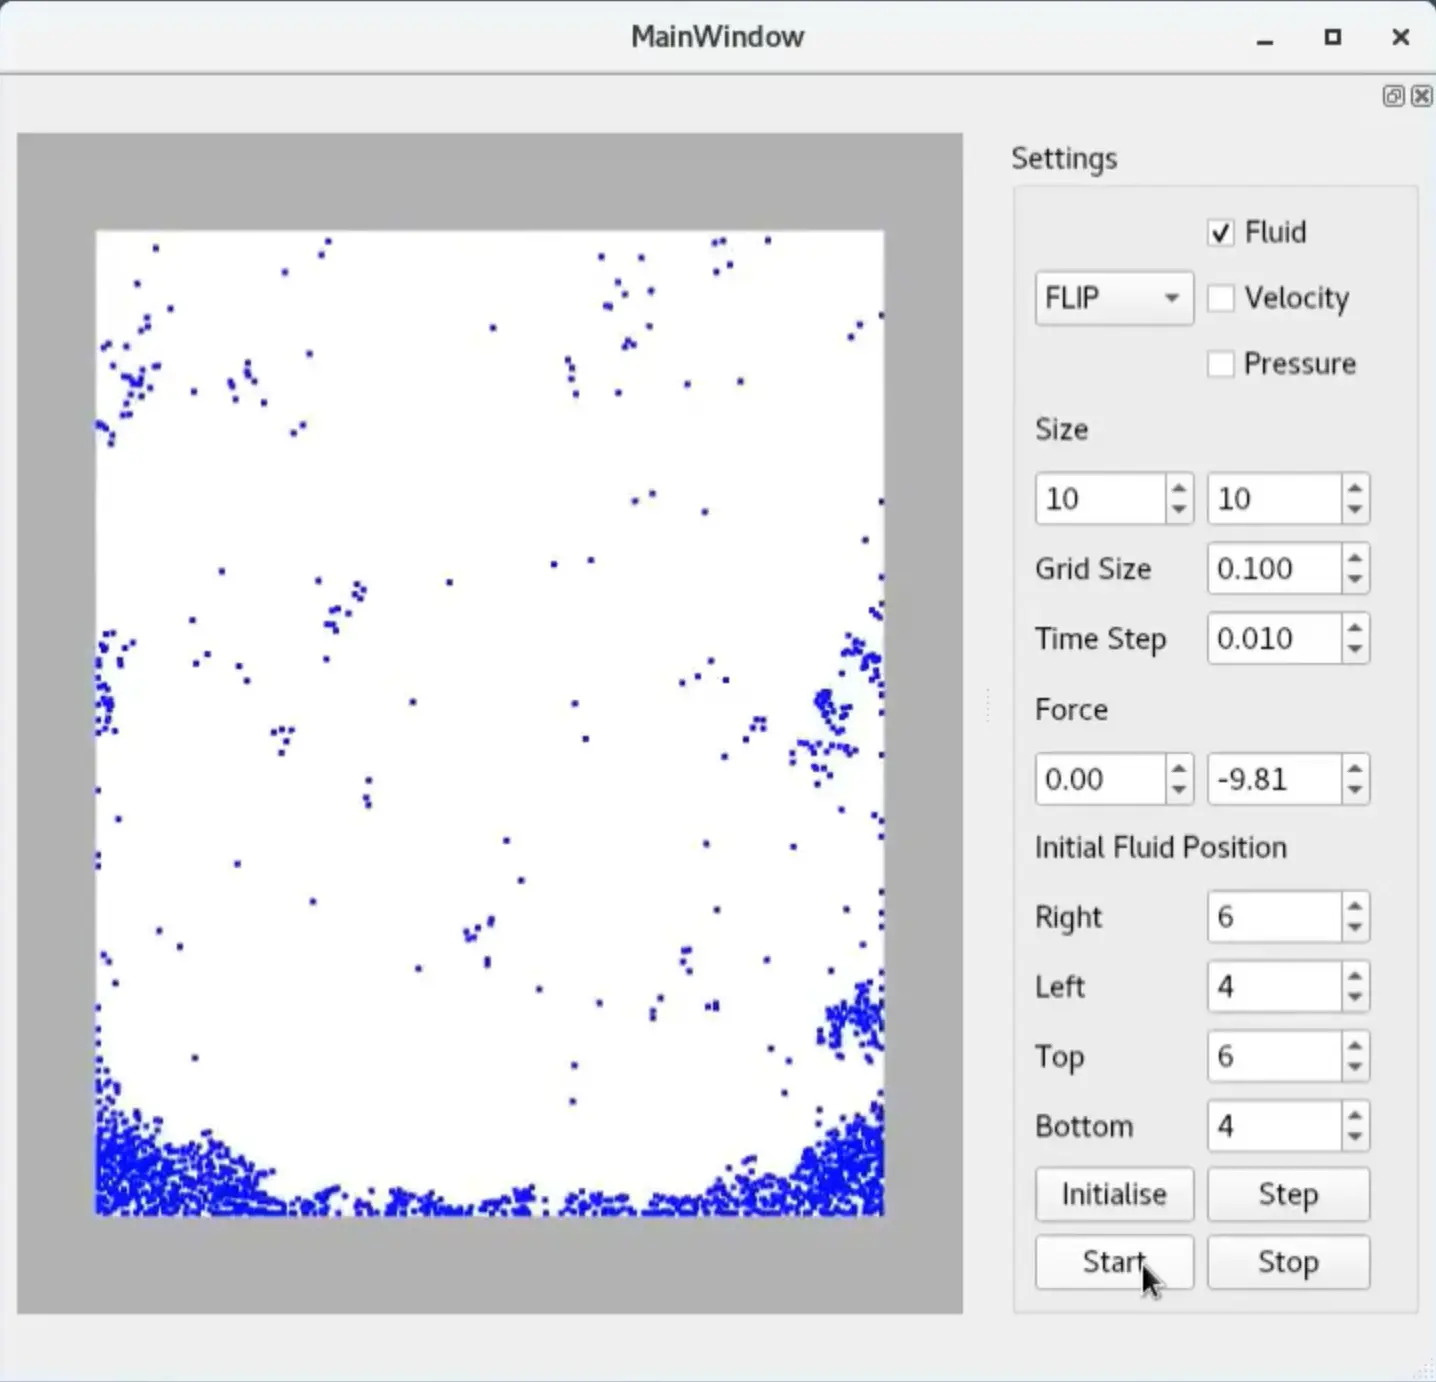 MainWindow
Settings
Fluid
FLIP Velocity
Pressure
Size
10 10
Grid Size 0.100
Time Step 0.010
Force
0.00 -9.81
Initial Fluid Position
Right 6
Left 4
Top 6
Bottom 4
Initialise Step
Start Stop